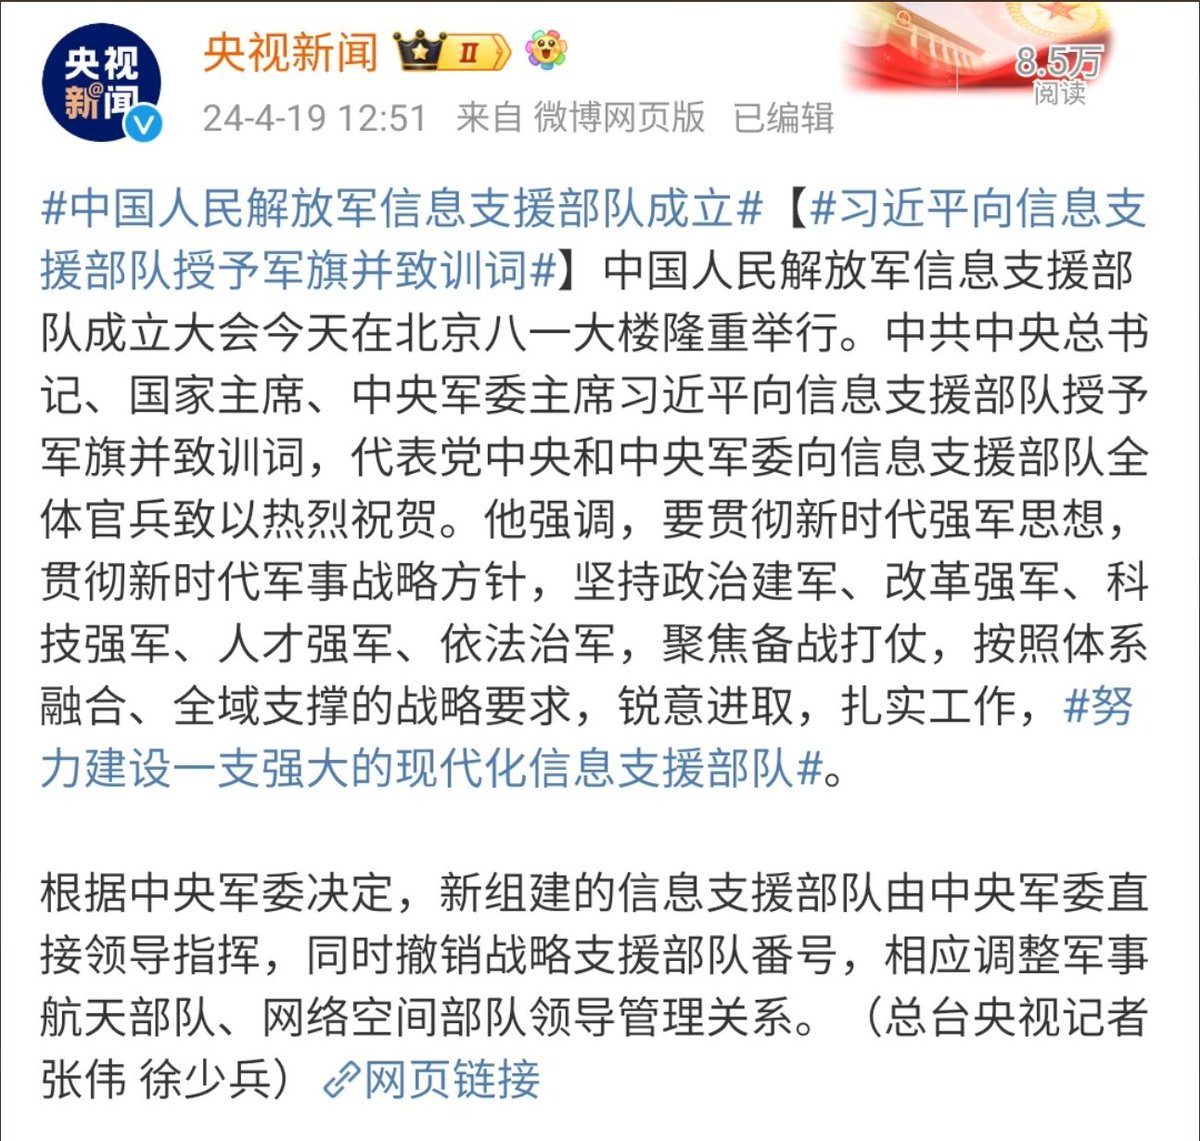 央视
新@闻
央视新闻 II
8.5万
阅读
24-4-19 12:51 来自 微博网页版 已编辑
#中国人民解放军信息支援部队成立#【#习近平向信息支
援部队授予军旗并致训词#】中国人民解放军信息支援部
队成立大会今天在北京八一大楼隆重举行。中共中央总书
记、国家主席、中央军委主席习近平向信息支援部队授予
军旗并致训词，代表党中央和中央军委向信息支援部队全
体官兵致以热烈祝贺。他强调，要贯彻新时代强军思想，
贯彻新时代军事战略方针，坚持政治建军、改革强军、科
技强军、人才强军、依法治军，聚焦备战打仗，按照体系
融合、全域支撑的战略要求，锐意进取，扎实工作，#努
力建设一支强大的现代化信息支援部队#。
根据中央军委决定，新组建的信息支援部队由中央军委直
接领导指挥，同时撤销战略支援部队番号，相应调整军事
航天部队、网络空间部队领导管理关系。（总台央视记者
张伟 徐少兵）网页链接